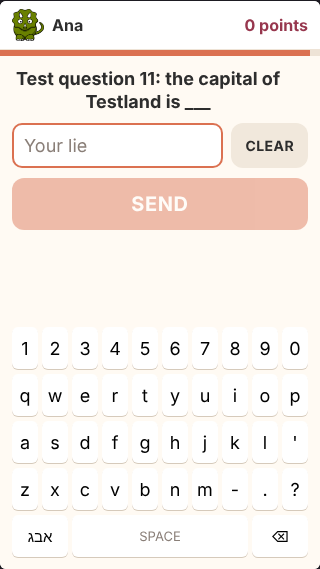 Ana
0 points
Test question 11: the capital of
Testland is ___
Your lie
CLEAR
SEND
1 2 3 4 5 6 7 8 9 0
q w e r t y u i o p
a s d f g h j k l '
z x c v b n m - . ?
אבג SPACE